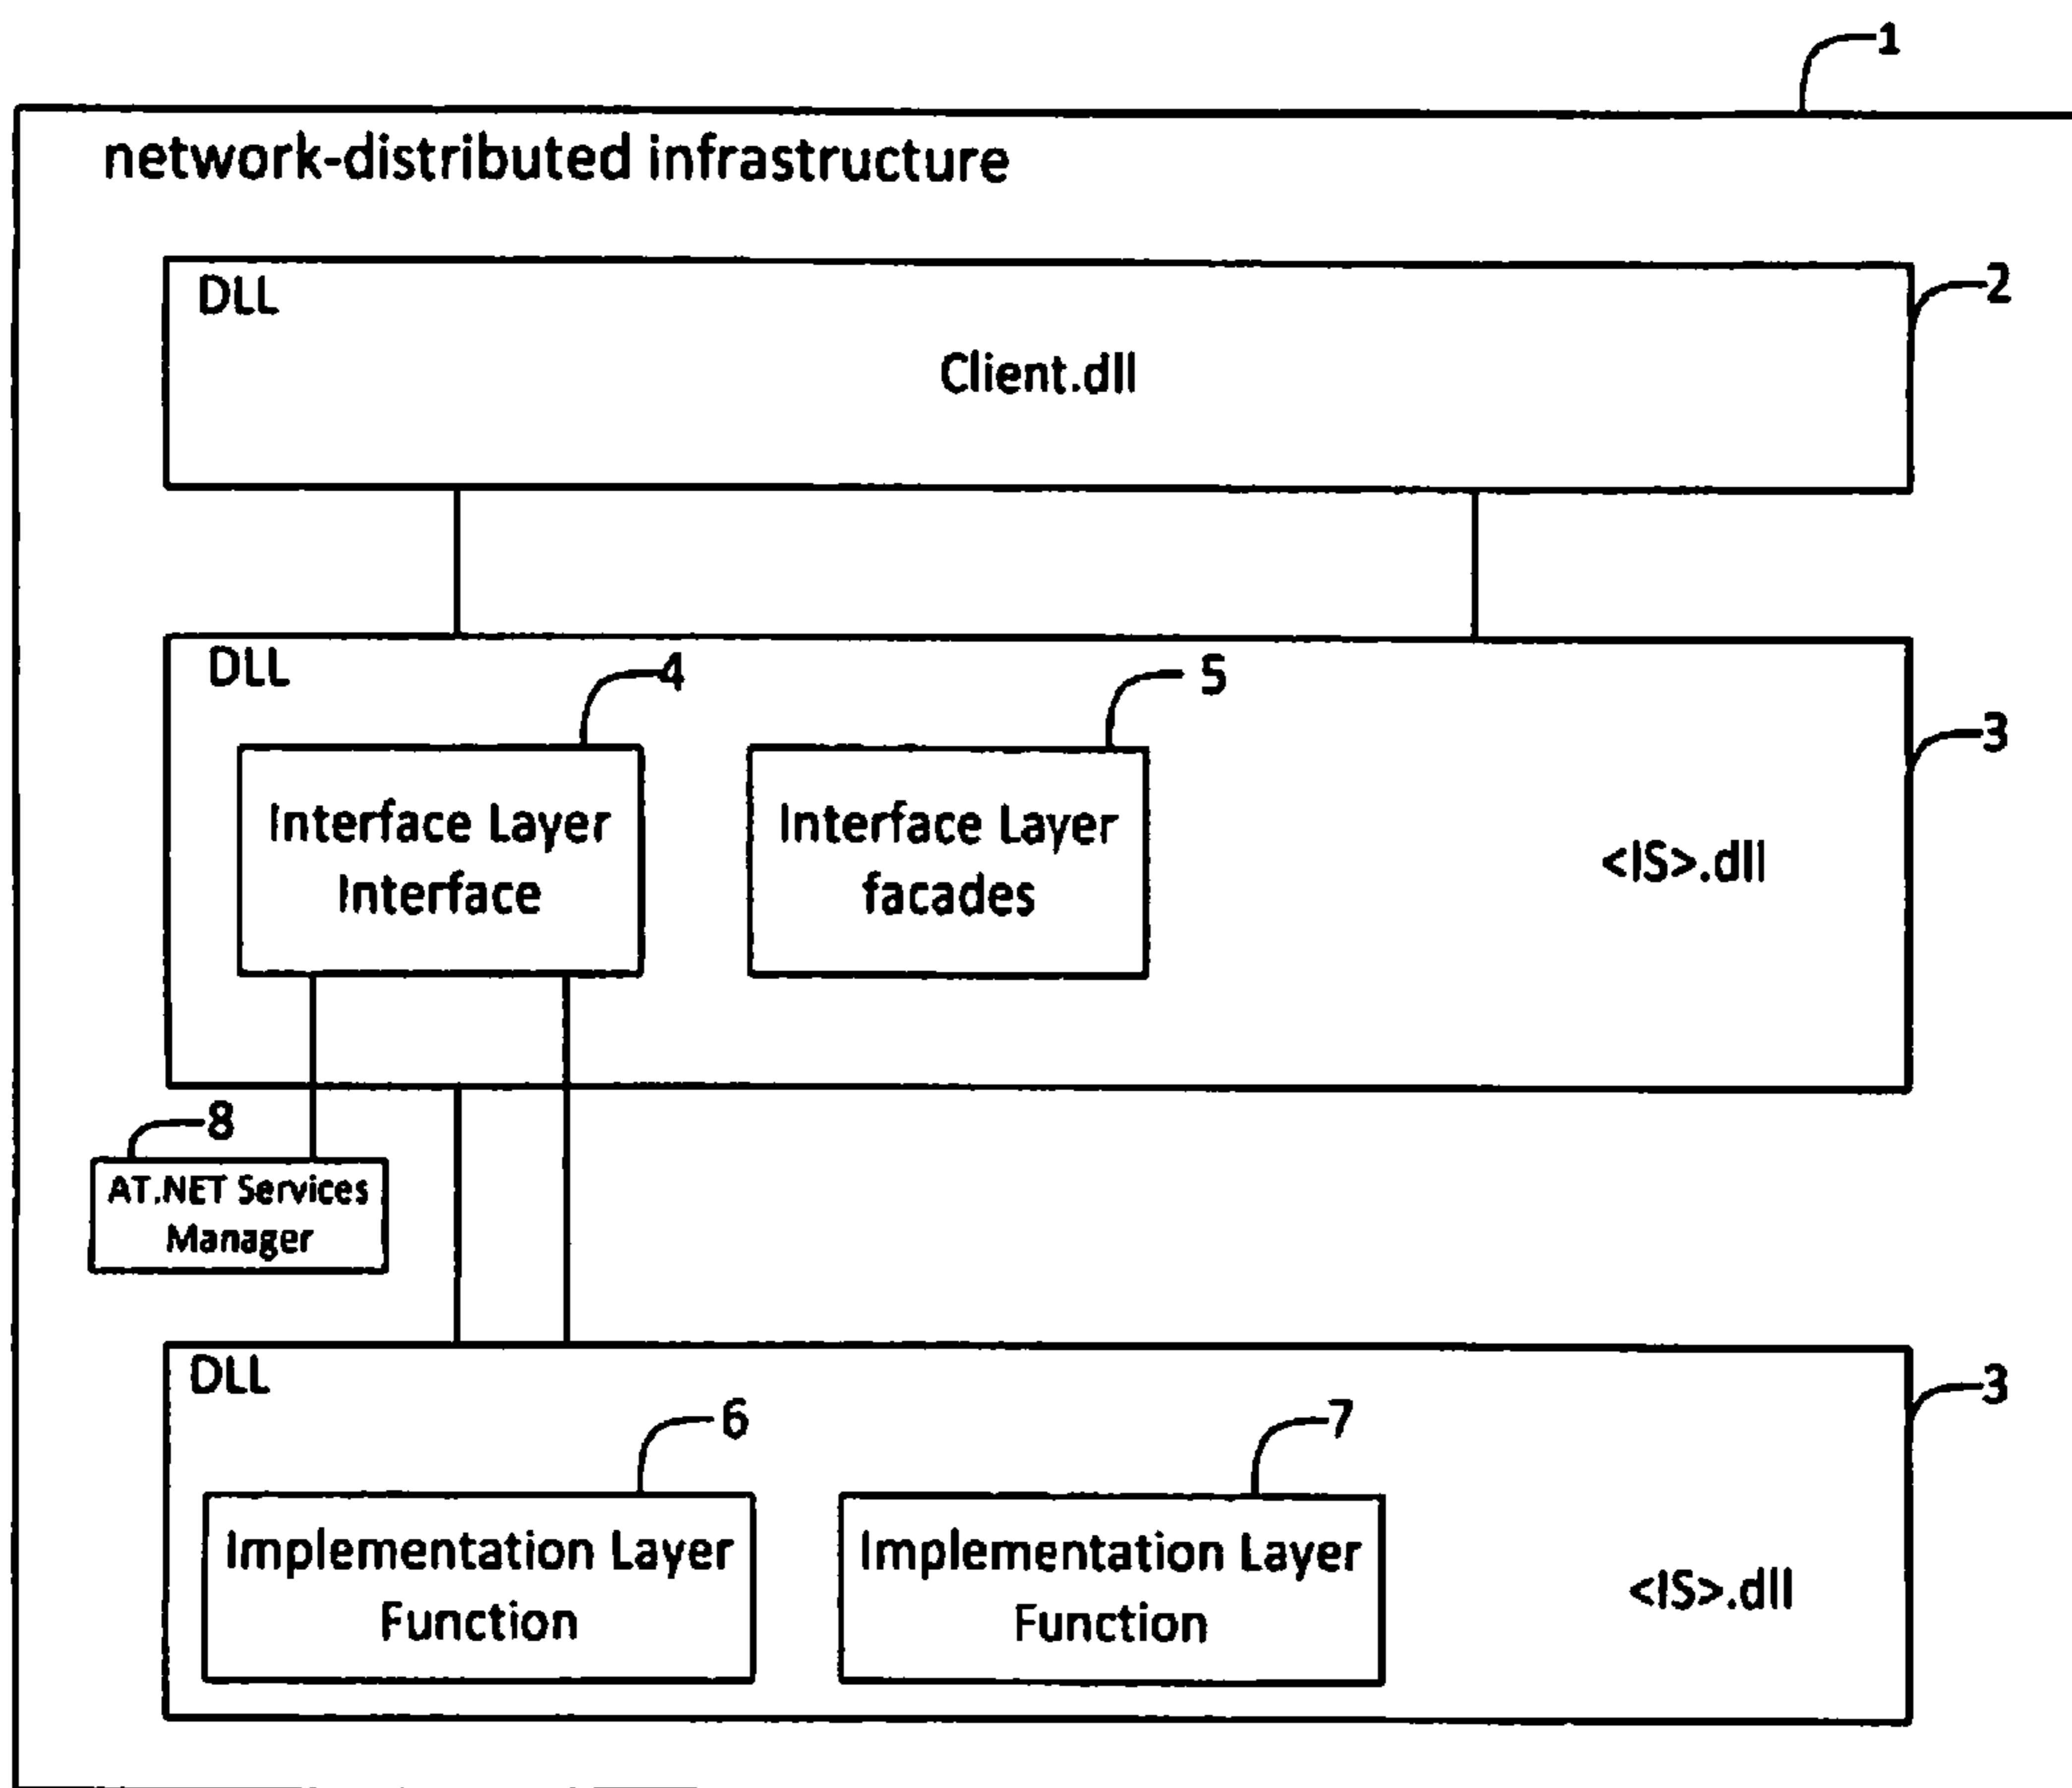 1
network-distributed infrastructure
DLL
2
Client.dll
DLL
4
5
3
Interface Layer
Interface
Interface Layer
facades
<IS>.dll
8
AT.NET Services
Manager
DLL
3
6
7
Implementation Layer
Function
Implementation Layer
Function
<IS>.dll